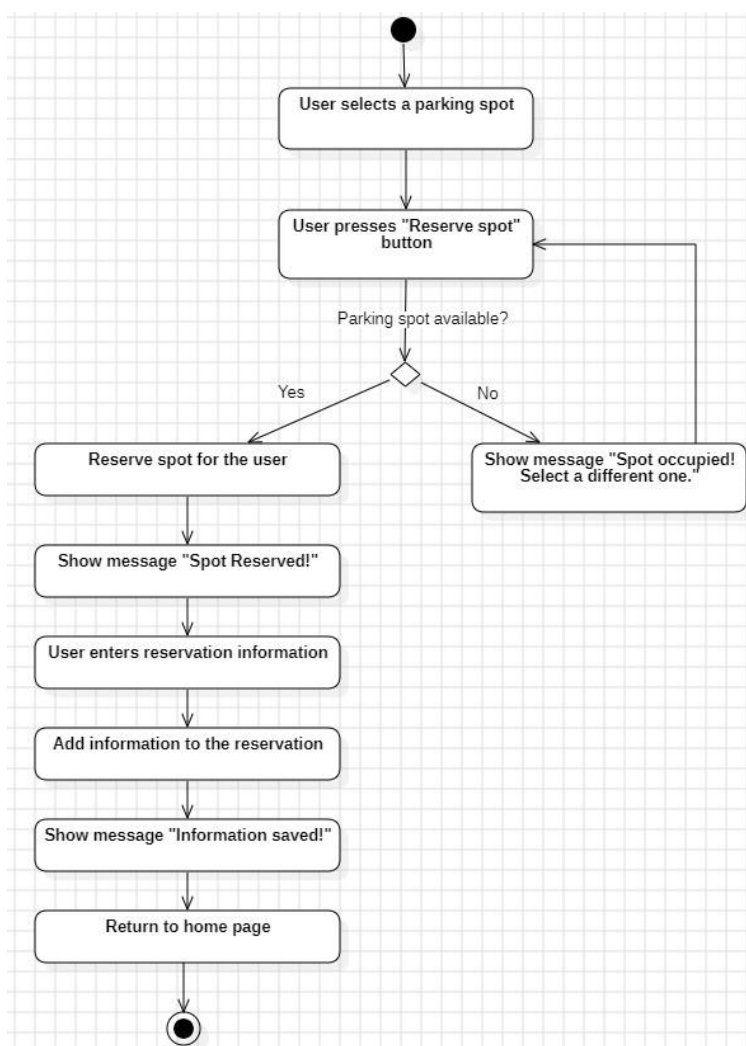 User selects a parking spot
User presses "Reserve spot"
button
Parking spot available?
Yes
No
Reserve spot for the user
Show message "Spot occupied!
Select a different one."
Show message "Spot Reserved!"
User enters reservation information
Add information to the reservation
Show message "Information saved!"
Return to home page